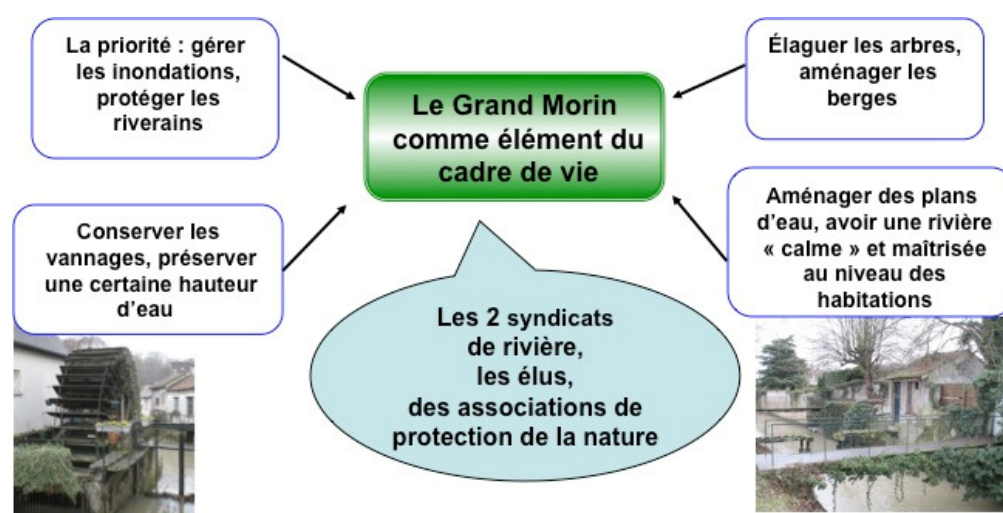 La priorité : gérer
les inondations,
protéger les
riverains
Élaguer les arbres,
aménager les
berges
Le Grand Morin
comme élément du
cadre de vie
Conserver les
vannages, préserver
une certaine hauteur
d’eau
Aménager des plans
d’eau, avoir une rivière
« calme » et maîtrisée
au niveau des
habitations
Les 2 syndicats
de rivière,
les élus,
des associations de
protection de la nature